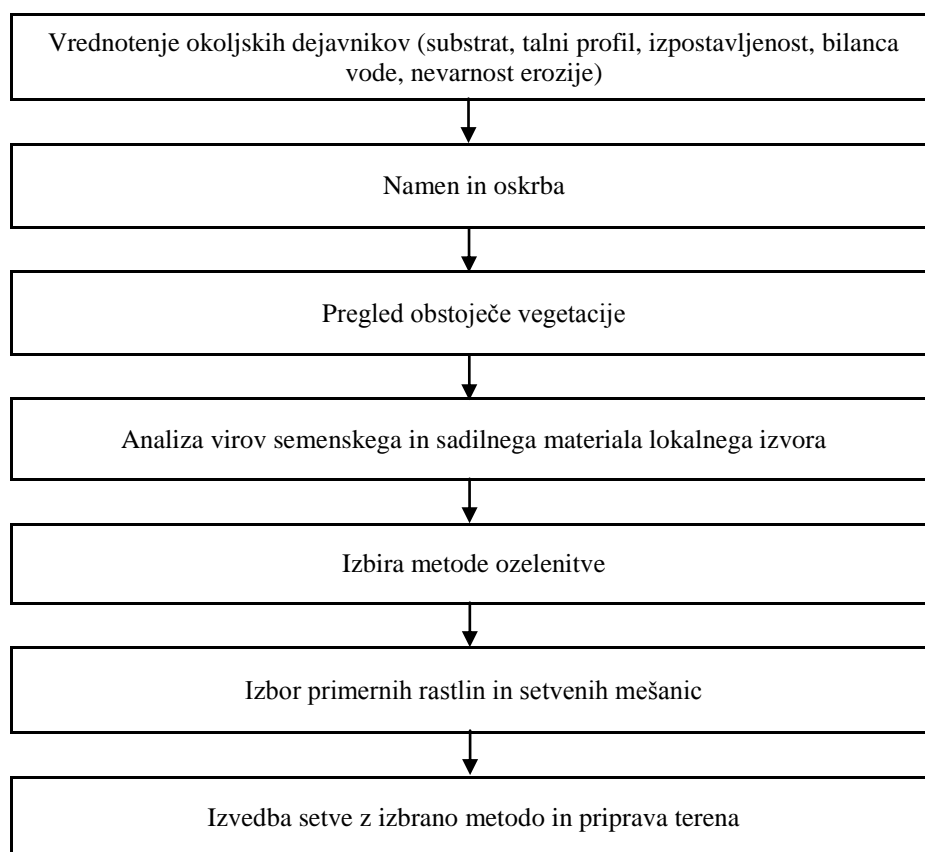 Vrednotenje okoljskih dejavnikov (substrat, talni profil, izpostavljenost, bilanca
vode, nevarnost erozije)
Namen in oskrba
Pregled obstoječe vegetacije
Analiza virov semenskega in sadilnega materiala lokalnega izvora
Izbira metode ozelenitve
Izbor primernih rastlin in setvenih mešanic
Izvedba setve z izbrano metodo in priprava terena